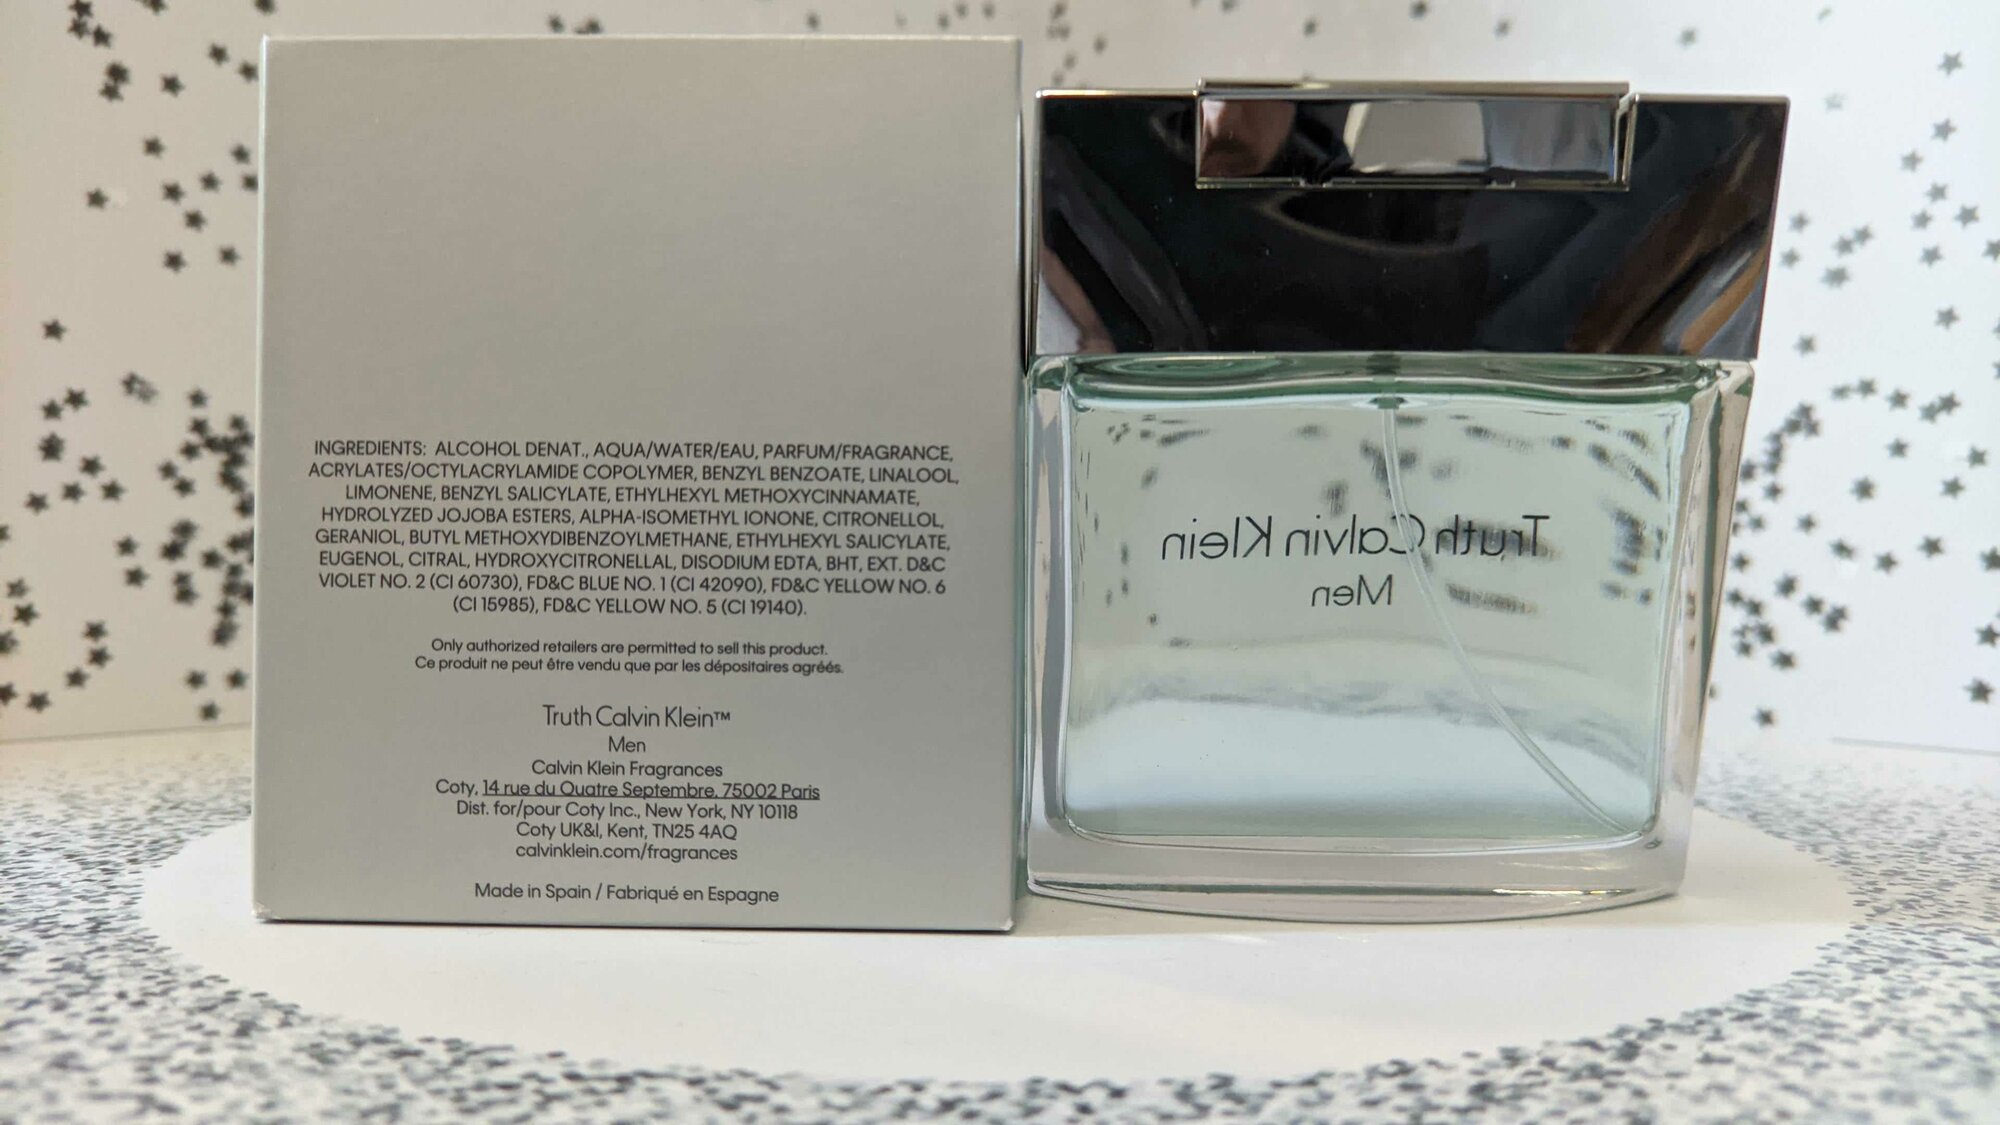 INGREDIENTS: ALCOHOL DENAT., AQUA/WATER/EAU, PARFUM/FRAGRANCE,
ACRYLATES/OCTYLACRYLAMIDE COPOLYMER, BENZYL BENZOATE, LINALOOL,
LIMONENE, BENZYL SALICYLATE, ETHYLHEXYL METHOXYCINNAMATE,
HYDROLYZED JOJOBA ESTERS, ALPHA-ISOMETHYL IONONE, CITRONELLOL,
GERANIOL, BUTYL METHOXYDIBENZOYLMETHANE, ETHYLHEXYL SALICYLATE,
EUGENOL, CITRAL, HYDROXYCITRONELLAL, DISODIUM EDTA, BHT, EXT. D&C
VIOLET NO. 2 (CI 60730), FD&C BLUE NO. 1 (CI 42090), FD&C YELLOW NO. 6
(CI 15985), FD&C YELLOW NO. 5 (CI 19140).
Only authorized retailers are permitted to sell this product.
Ce produit ne peut être vendu que par les dépositaires agréés.
Truth Calvin Klein™
Men
Calvin Klein Fragrances
Coty, 14 rue du Quatre Septembre, 75002 Paris
Dist. for/pour Coty Inc., New York, NY 10118
Coty UK&I, Kent, TN25 4AQ
calvinklein.com/fragrances
Made in Spain / Fabriqué en Espagne
Truth Calvin Klein
Men